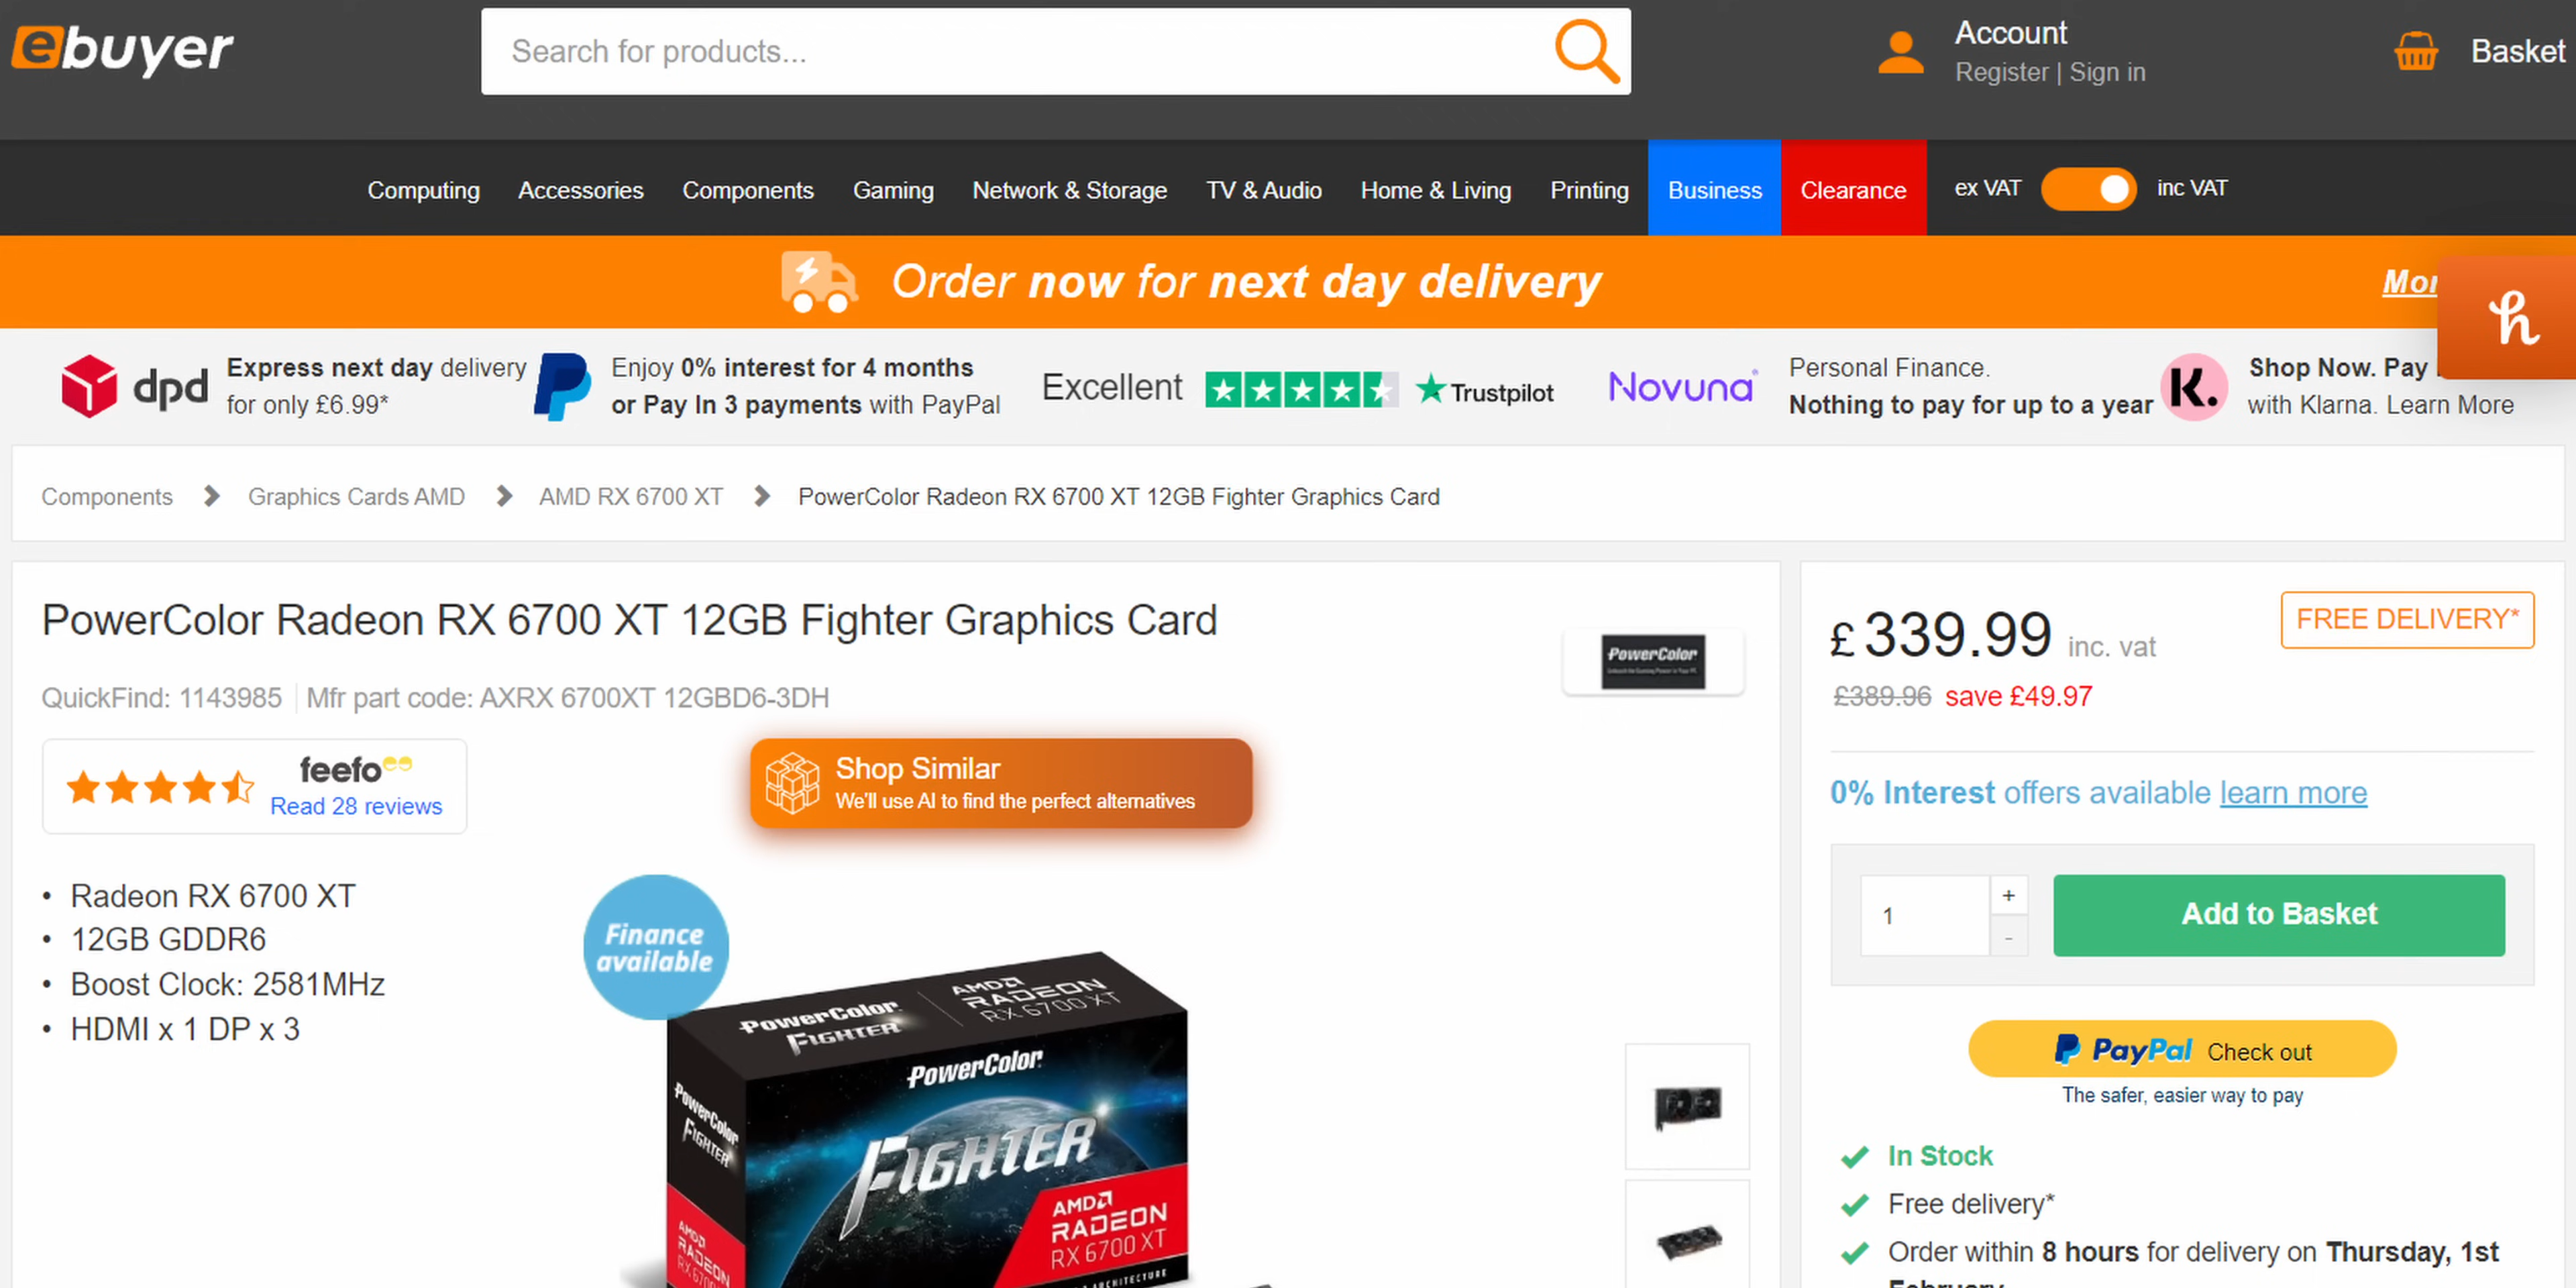 ebuyer
Search for products...
Account
Register | Sign in
Basket
Computing Accessories Components Gaming Network & Storage TV & Audio Home & Living Printing Business Clearance ex VAT inc VAT
Order now for next day delivery
dpd
Express next day delivery
for only £6.99*
Enjoy 0% interest for 4 months
or Pay In 3 payments with PayPal
Excellent
Trustpilot
Novuna
Personal Finance.
Nothing to pay for up to a year
K.
Shop Now. Pay
with Klarna. Learn More
Components Graphics Cards AMD AMD RX 6700 XT PowerColor Radeon RX 6700 XT 12GB Fighter Graphics Card
PowerColor Radeon RX 6700 XT 12GB Fighter Graphics Card
PowerColor
QuickFind: 1143985 Mfr part code: AXRX 6700XT 12GBD6-3DH
feefo
Read 28 reviews
Shop Similar
We'll use AI to find the perfect alternatives
• Radeon RX 6700 XT
• 12GB GDDR6
• Boost Clock: 2581MHz
• HDMI x 1 DP x 3
Finance
available
PowerColor
FIGHTER
AMD
RADEON
RX 6700 XT
PowerColor
FIGHTER
PowerColor
FIGHTER
AMD
RADEON
RX 6700 XT
AMD
RADEON
ARCHITECTURE
£339.99 inc. vat
FREE DELIVERY*
£389.96 save £49.97
0% Interest offers available learn more
1
+
-
Add to Basket
PayPal Check out
The safer, easier way to pay
In Stock
Free delivery*
Order within 8 hours for delivery on Thursday, 1st
February